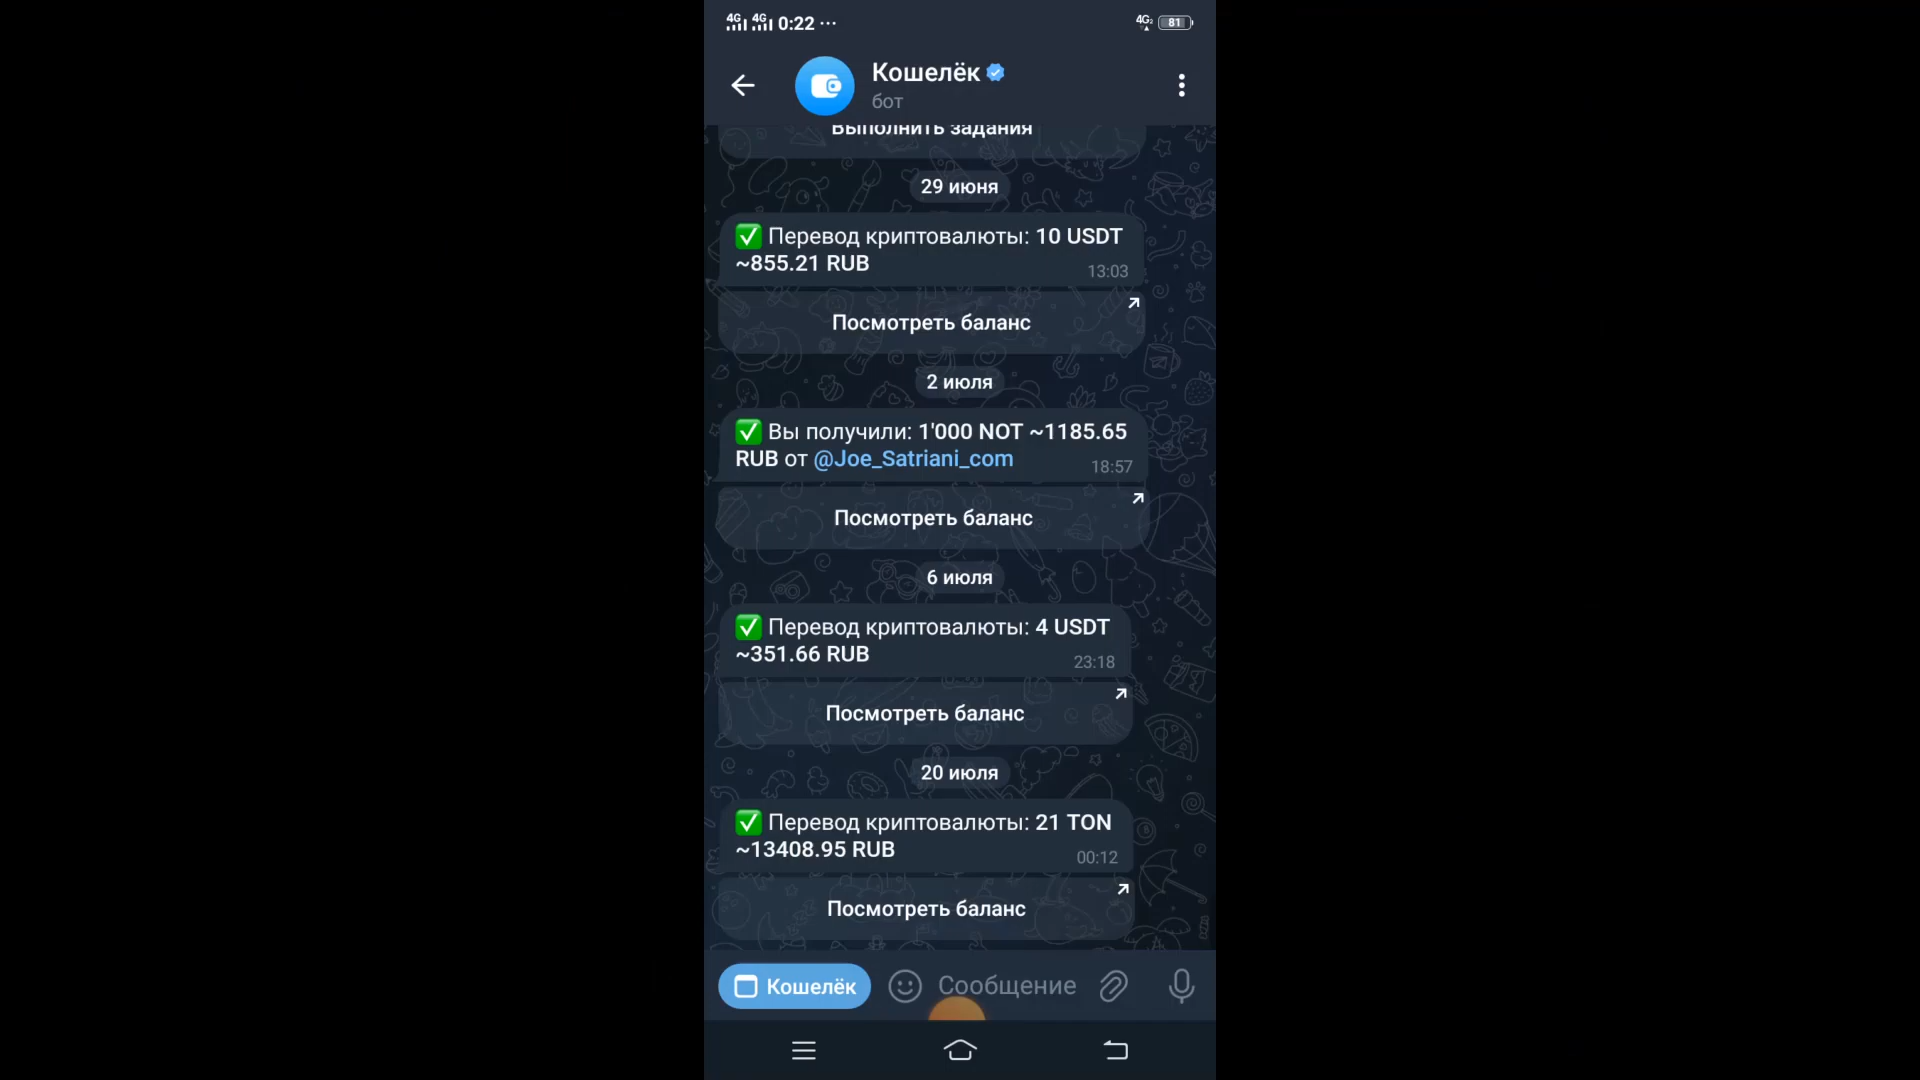 4G 4G 0:22 ··· 4G 81
Кошелёк
бот
Выполнить задания
29 июня
✅ Перевод криптовалюты: 10 USDT
~855.21 RUB 13:03
Посмотреть баланс
2 июля
✅ Вы получили: 1'000 NOT ~1185.65
RUB от @Joe_Satriani_com 18:57
Посмотреть баланс
6 июля
✅ Перевод криптовалюты: 4 USDT
~351.66 RUB 23:18
Посмотреть баланс
20 июля
✅ Перевод криптовалюты: 21 TON
~13408.95 RUB 00:12
Посмотреть баланс
Кошелёк Сообщение